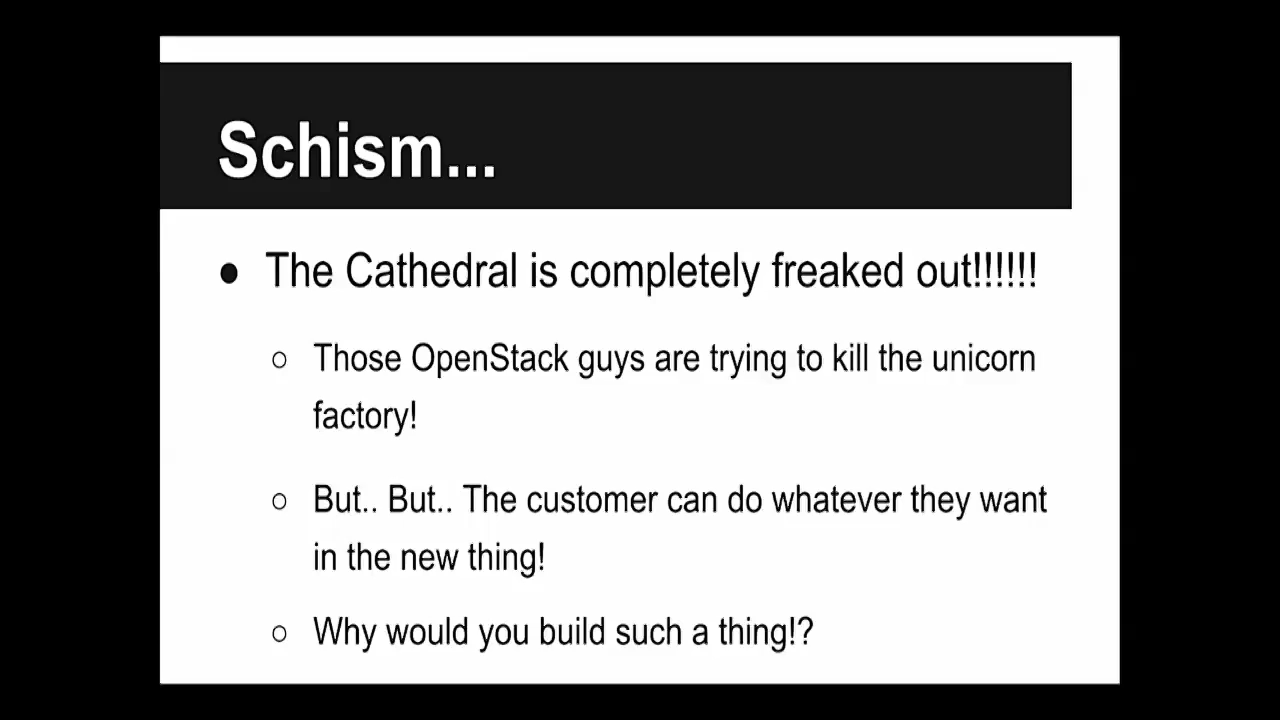 Schism...
● The Cathedral is completely freaked out!!!!!!
○ Those OpenStack guys are trying to kill the unicorn
factory!
○ But.. But.. The customer can do whatever they want
in the new thing!
○ Why would you build such a thing!?